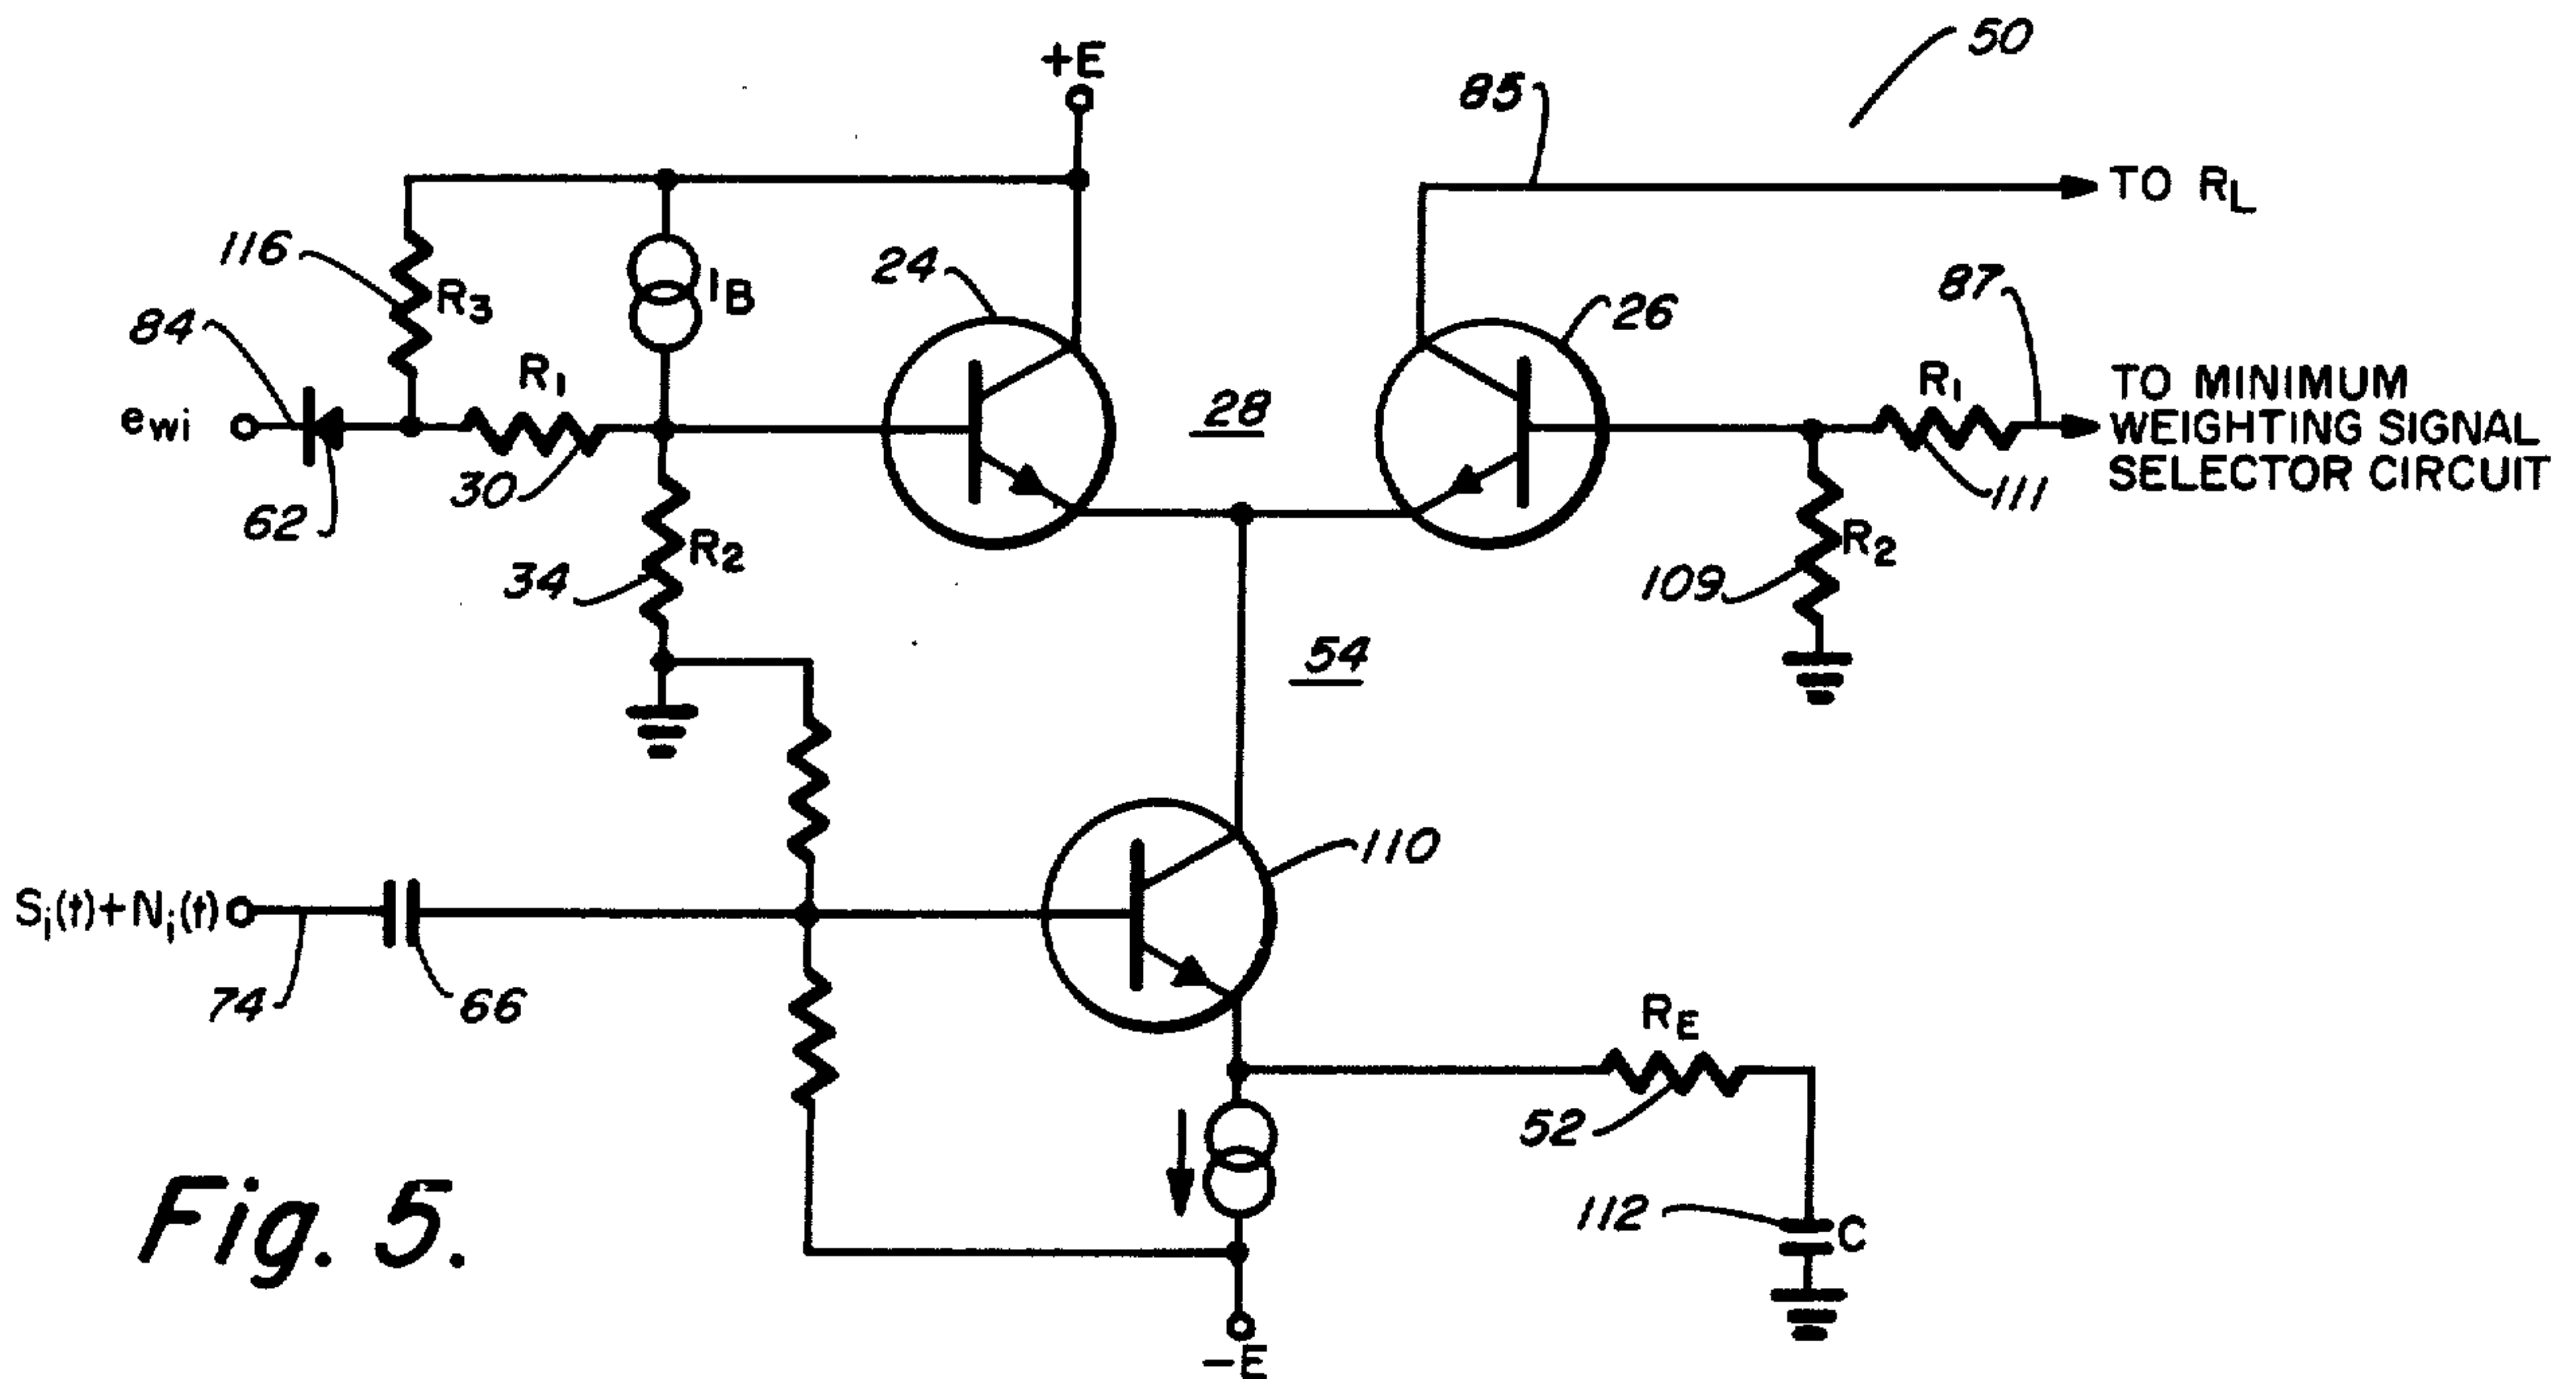 50
+E
85
TO RL
116
R3
IB
24
26
87
84
R1
R1
TO MINIMUM
WEIGHTING SIGNAL
SELECTOR CIRCUIT
ewi
28
62
30
111
R2
R2
34
109
54
110
Si(t)+Ni(t)
74
66
RE
52
112
C
Fig. 5.
-E